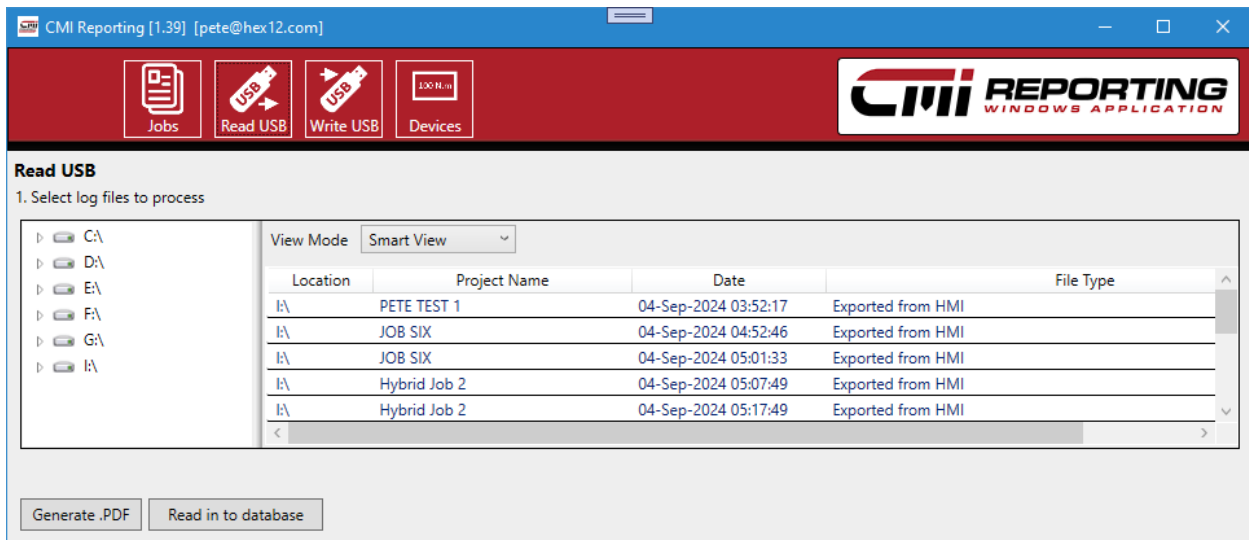 CMI Reporting [1.39] [pete@hex12.com]
Jobs
USB
Read USB
USB
Write USB
100 N.m
Devices
CMI REPORTING
WINDOWS APPLICATION
Read USB
1. Select log files to process
C:\
D:\
E:\
F:\
G:\
I:\
View Mode Smart View
Location Project Name Date File Type
I:\ PETE TEST 1 04-Sep-2024 03:52:17 Exported from HMI
I:\ JOB SIX 04-Sep-2024 04:52:46 Exported from HMI
I:\ JOB SIX 04-Sep-2024 05:01:33 Exported from HMI
I:\ Hybrid Job 2 04-Sep-2024 05:07:49 Exported from HMI
I:\ Hybrid Job 2 04-Sep-2024 05:17:49 Exported from HMI
Generate .PDF Read in to database